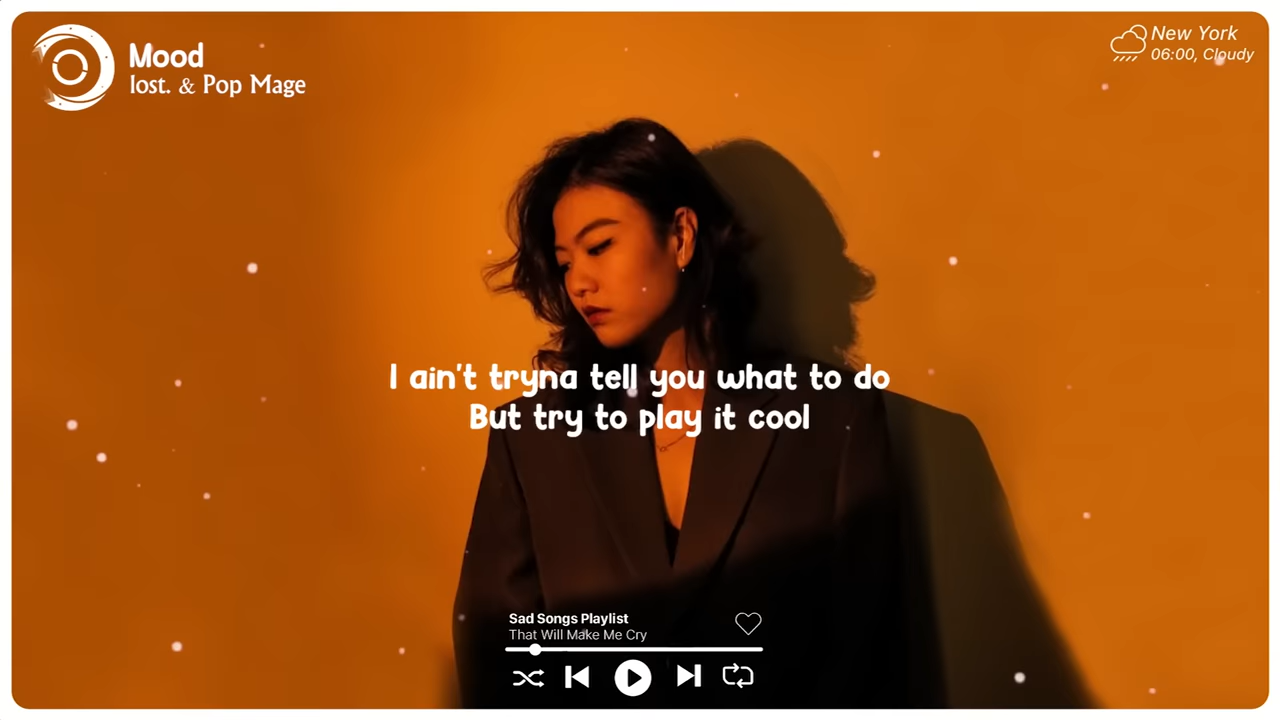 Mood
lost. & Pop Mage
New York
06:00, Cloudy
I ain't tryna tell you what to do
But try to play it cool
Sad Songs Playlist
That Will Make Me Cry